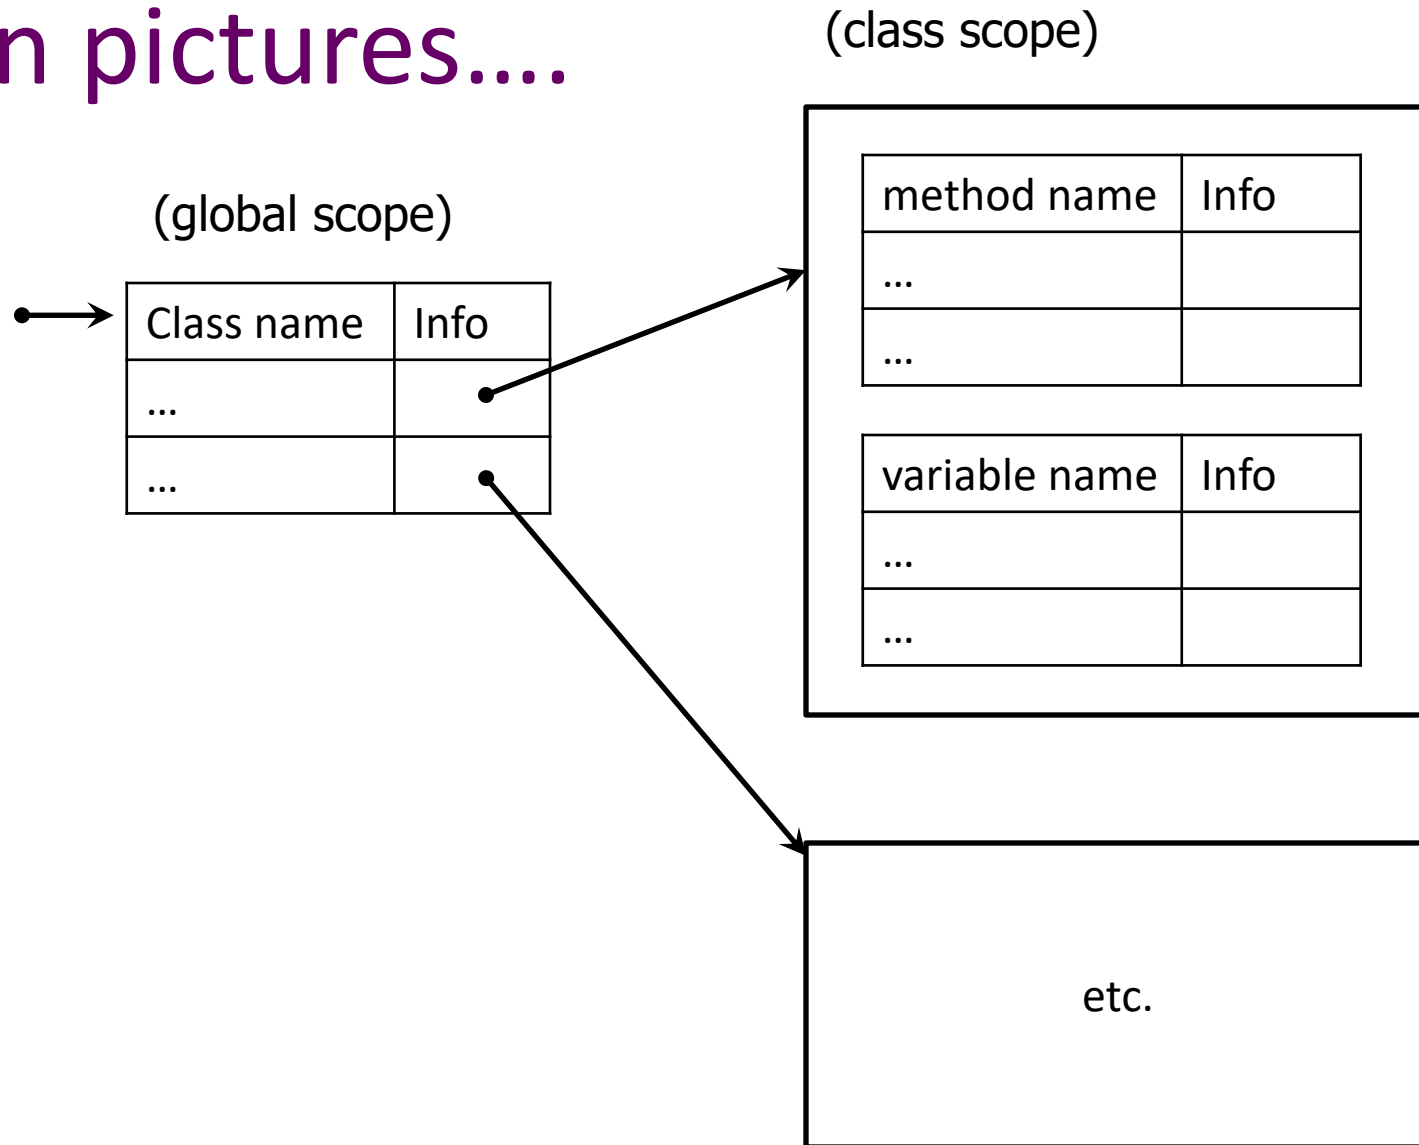 n pictures....
(class scope)
(global scope)
Class name Info
...
...
method name Info
...
...
variable name Info
...
...
etc.